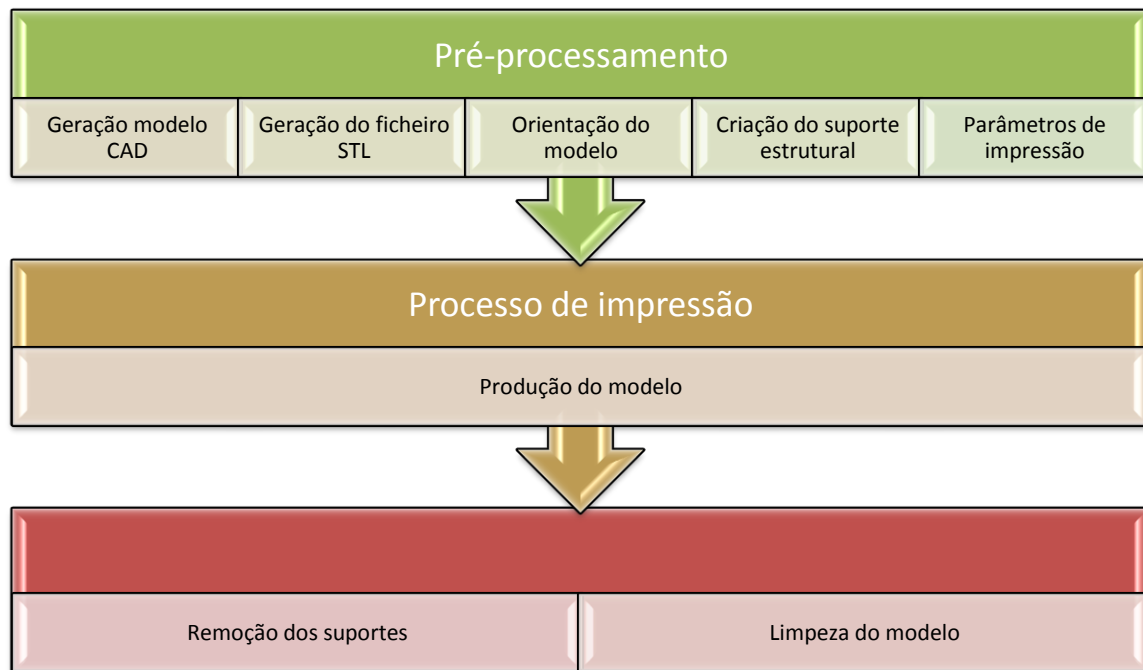 Pré-processamento
Geração modelo
CAD
Geração do ficheiro
STL
Orientação do
modelo
Criação do suporte
estrutural
Parâmetros de
impressão
Processo de impressão
Produção do modelo
Remoção dos suportes
Limpeza do modelo